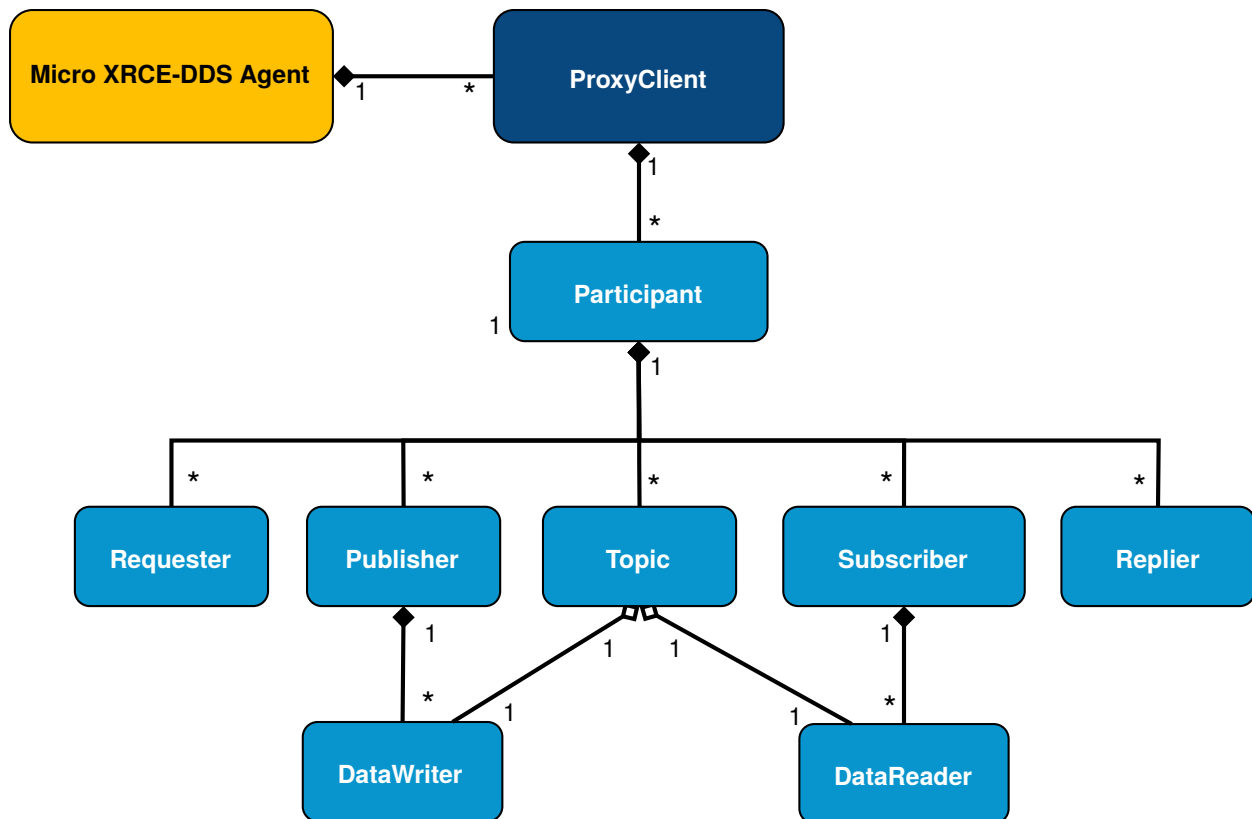 Micro XRCE-DDS Agent
1
*
ProxyClient
1
*
Participant
1
1
*
*
*
*
*
Requester
Publisher
Topic
Subscriber
Replier
1
1
1
1
*
1
1
*
DataWriter
DataReader